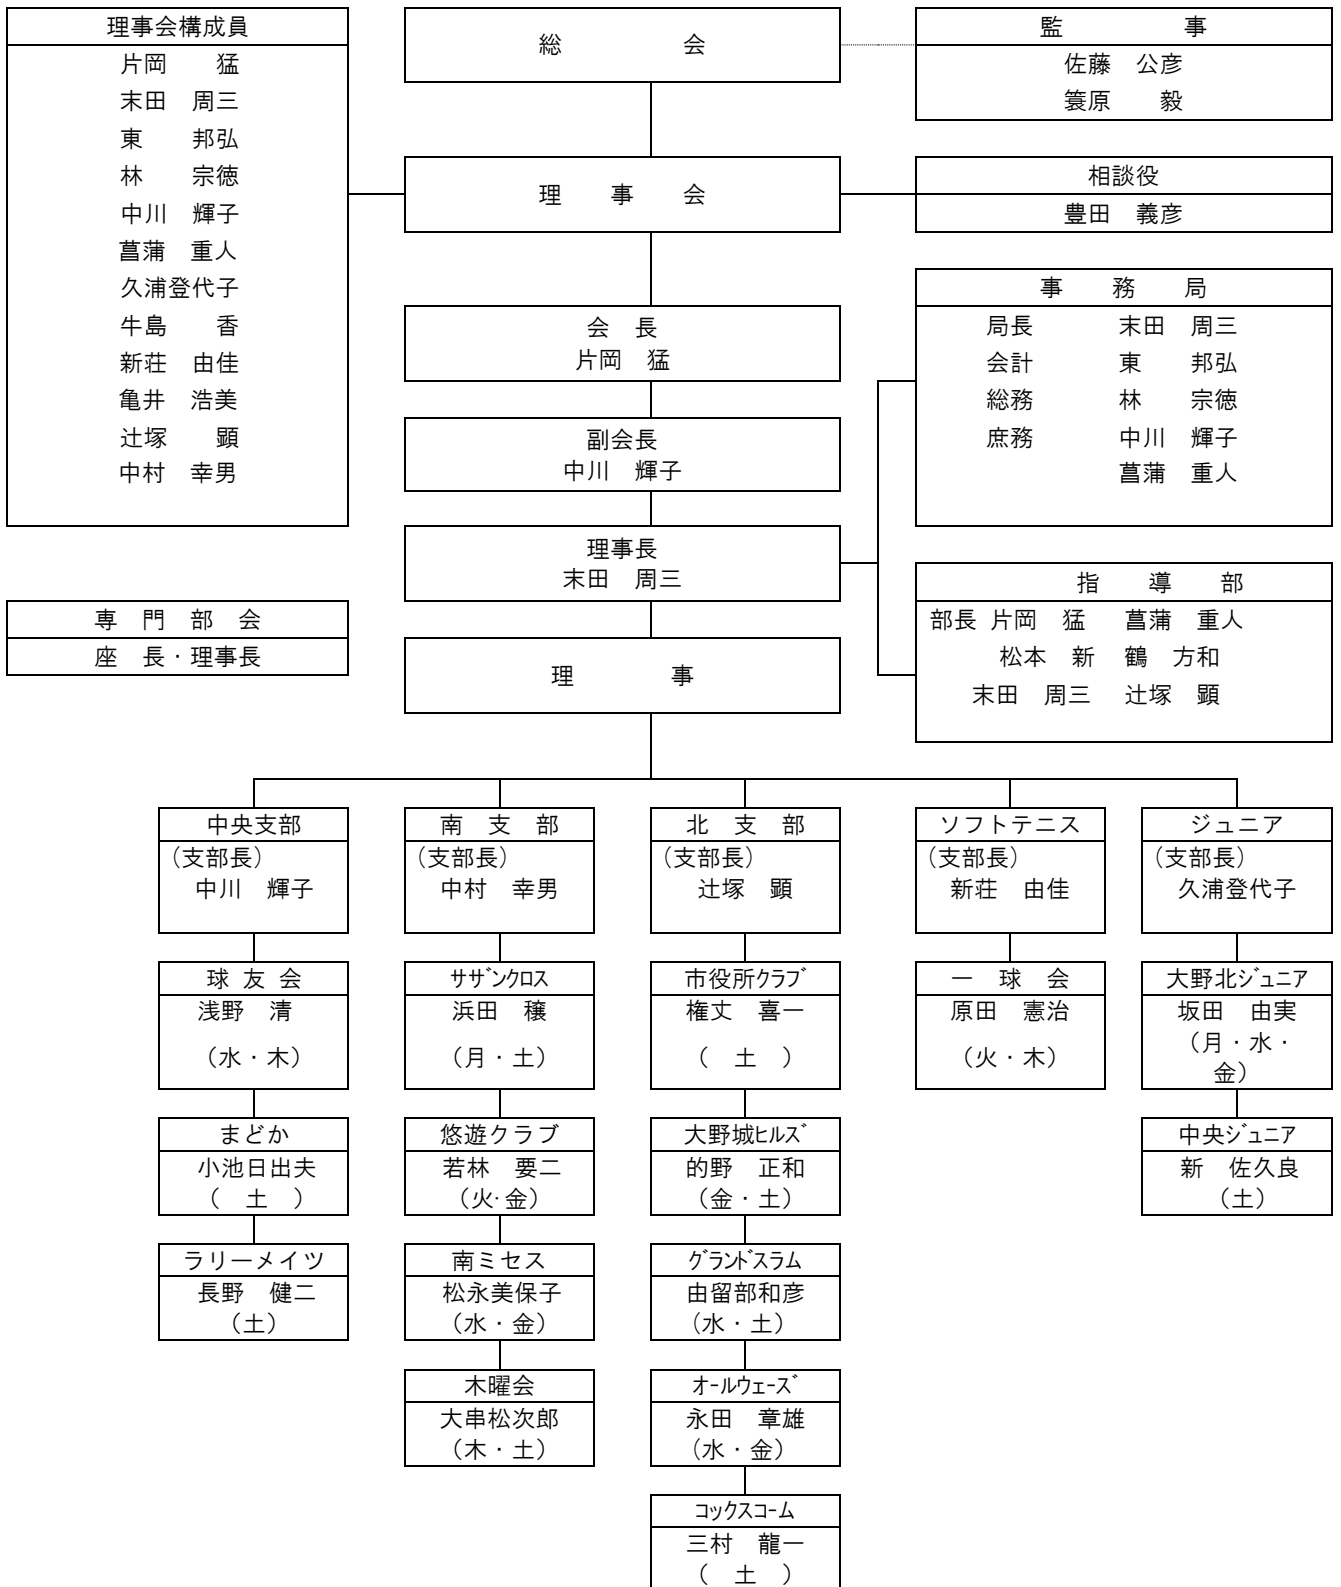 理事会構成員
片岡　　猛
末田　周三
東　　邦弘
林　　宗徳
中川　輝子
菖蒲　重人
久浦登代子
牛島　　香
新荘　由佳
亀井　浩美
辻塚　　顕
中村　幸男
総　　　　　会
監　　　　　事
佐藤　公彦
簑原　　毅
理　　事　　会
相談役
豊田　義彦
会　長
片岡　猛
副会長
中川　輝子
理事長
末田　周三
理　　　　事
事　　務　　局
局長　　　末田　周三
会計　　　東　　邦弘
総務　　　林　　宗徳
庶務　　　中川　輝子
菖蒲　重人
指　　導　　部
部長 片岡　猛　菖蒲　重人
松本　新　鶴　方和
末田　周三　辻塚　顕
専　門　部　会
座　長・理事長
中央支部
（支部長）
中川　輝子
球 友 会
浅野　清
（水・木）
まどか
小池日出夫
（　土　）
ラリーメイツ
長野　健二
（土）
南　支　部
（支部長）
中村　幸男
ｻｻﾞﾝｸﾛｽ
浜田　穣
（月・土）
悠遊クラブ
若林　要二
（火･金）
南ミセス
松永美保子
（水・金）
木曜会
大串松次郎
（木・土）
北　支　部
（支部長）
辻塚　顕
市役所ｸﾗﾌﾞ
権丈　喜一
（　土　）
大野城ﾋﾙｽﾞ
的野　正和
（金・土）
ｸﾞﾗﾝﾄﾞｽﾗﾑ
由留部和彦
（水・土）
ｵｰﾙｳｪｰｽﾞ
永田　章雄
（水・金）
ｺｯｸｽｺｰﾑ
三村　龍一
（　土　）
ソフトテニス
（支部長）
新荘　由佳
一　球　会
原田　憲治
（火・木）
ジュニア
（支部長）
久浦登代子
大野北ｼﾞｭﾆｱ
坂田　由実
（月・水・
金）
中央ｼﾞｭﾆｱ
新　佐久良
（土）